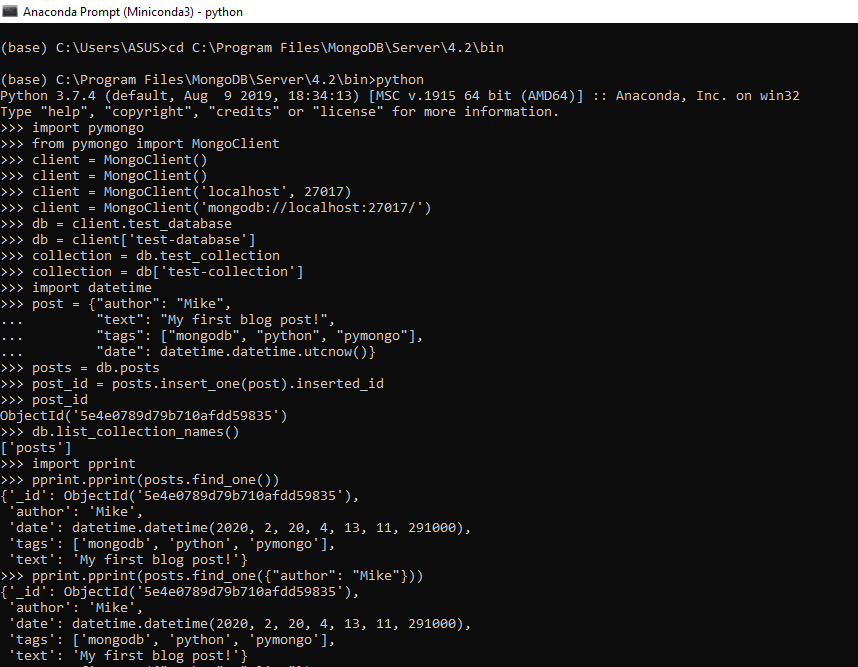 Anaconda Prompt (Miniconda3) - python
(base) C:\Users\ASUS>cd C:\Program Files\MongoDB\Server\4.2\bin
(base) C:\Program Files\MongoDB\Server\4.2\bin>python
Python 3.7.4 (default, Aug  9 2019, 18:34:13) [MSC v.1915 64 bit (AMD64)] :: Anaconda, Inc. on win32
Type "help", "copyright", "credits" or "license" for more information.
>>> import pymongo
>>> from pymongo import MongoClient
>>> client = MongoClient()
>>> client = MongoClient()
>>> client = MongoClient('localhost', 27017)
>>> client = MongoClient('mongodb://localhost:27017/')
>>> db = client.test_database
>>> db = client['test-database']
>>> collection = db.test_collection
>>> collection = db['test-collection']
>>> import datetime
>>> post = {"author": "Mike",
...         "text": "My first blog post!",
...         "tags": ["mongodb", "python", "pymongo"],
...         "date": datetime.datetime.utcnow()}
>>> posts = db.posts
>>> post_id = posts.insert_one(post).inserted_id
>>> post_id
ObjectId('5e4e0789d79b710afdd59835')
>>> db.list_collection_names()
['posts']
>>> import pprint
>>> pprint.pprint(posts.find_one())
{'_id': ObjectId('5e4e0789d79b710afdd59835'),
 'author': 'Mike',
 'date': datetime.datetime(2020, 2, 20, 4, 13, 11, 291000),
 'tags': ['mongodb', 'python', 'pymongo'],
 'text': 'My first blog post!'}
>>> pprint.pprint(posts.find_one({"author": "Mike"}))
{'_id': ObjectId('5e4e0789d79b710afdd59835'),
 'author': 'Mike',
 'date': datetime.datetime(2020, 2, 20, 4, 13, 11, 291000),
 'tags': ['mongodb', 'python', 'pymongo'],
 'text': 'My first blog post!'}